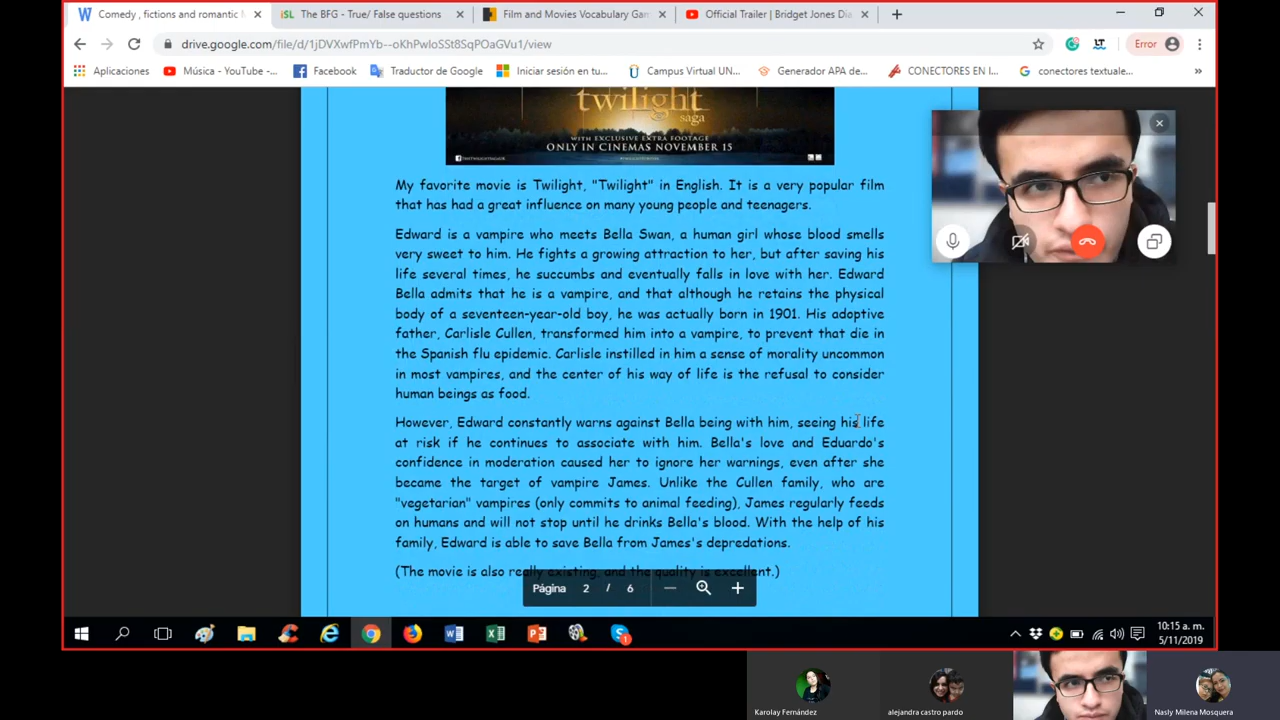 Comedy , fictions and romantic M
The BFG - True/ False questions
Film and Movies Vocabulary Gam
Official Trailer | Bridget Jones Dia
drive.google.com/file/d/1jDVXwfPmYb--oKhPwIoSSt8SqPOaGVu1/view
Error
Aplicaciones
Música - YouTube -...
Facebook
Traductor de Google
Iniciar sesión en tu...
Campus Virtual UN...
Generador APA de...
CONECTORES EN I...
conectores textuale...
»
twilight
saga
WITH EXCLUSIVE EXTRA FOOTAGE
ONLY IN CINEMAS NOVEMBER 15
My favorite movie is Twilight, "Twilight" in English. It is a very popular film
that has had a great influence on many young people and teenagers.
Edward is a vampire who meets Bella Swan, a human girl whose blood smells
very sweet to him. He fights a growing attraction to her, but after saving his
life several times, he succumbs and eventually falls in love with her. Edward
Bella admits that he is a vampire, and that although he retains the physical
body of a seventeen-year-old boy, he was actually born in 1901. His adoptive
father, Carlisle Cullen, transformed him into a vampire, to prevent that die in
the Spanish flu epidemic. Carlisle instilled in him a sense of morality uncommon
in most vampires, and the center of his way of life is the refusal to consider
human beings as food.
However, Edward constantly warns against Bella being with him, seeing his life
at risk if he continues to associate with him. Bella's love and Eduardo's
confidence in moderation caused her to ignore her warnings, even after she
became the target of vampire James. Unlike the Cullen family, who are
"vegetarian" vampires (only commits to animal feeding), James regularly feeds
on humans and will not stop until he drinks Bella's blood. With the help of his
family, Edward is able to save Bella from James's depredations.
(The movie is also really existing, and the quality is excellent.)
Página 2 / 6
10:15 a. m.
5/11/2019
Karolay Fernández
alejandra castro pardo
Nasly Milena Mosquera